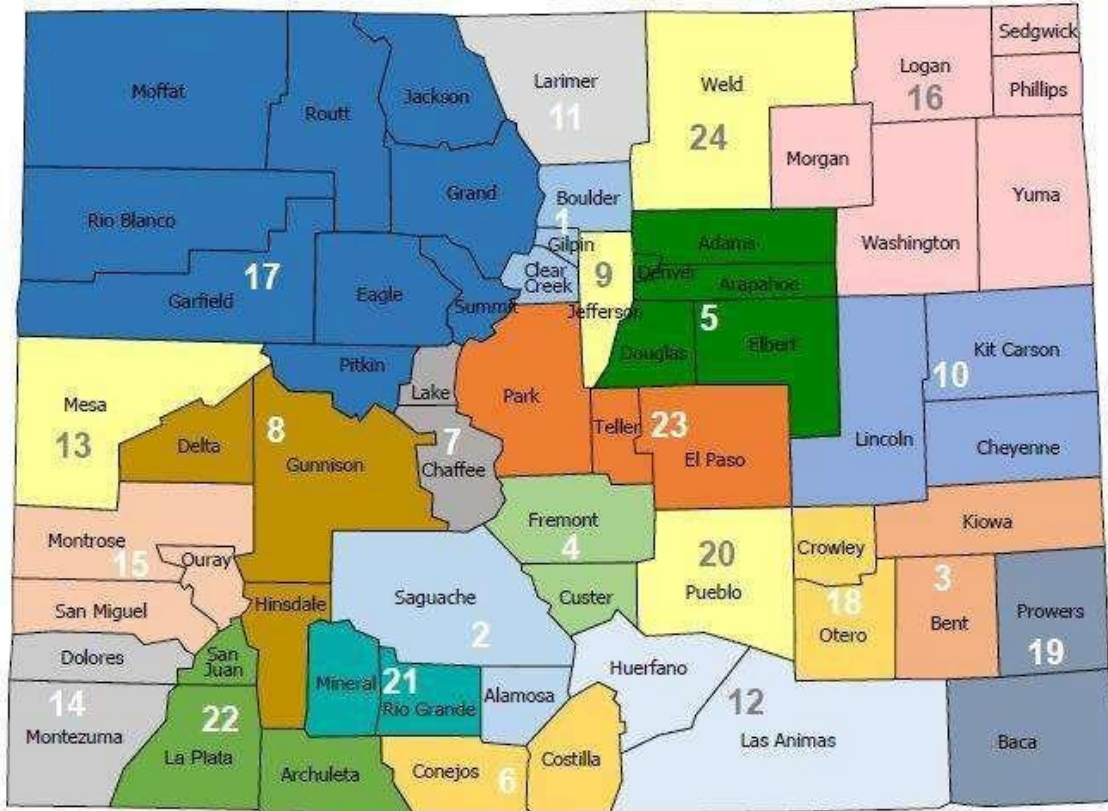 Moffat
Routt
Jackson
Larimer
11
Weld
24
Logan
16
Sedgwick
Phillips
Morgan
Washington
Yuma
Rio Blanco
Grand
Boulder
1
Gilpin
Clear
Creek
Garfield
17
Eagle
Summit
9
Jefferson
Adams
Denver
Arapahoe
5
Douglas
Elbert
Kit Carson
10
Lincoln
Cheyenne
Mesa
13
Pitkin
Lake
7
Chaffee
Park
Teller
23
El Paso
Delta
8
Gunnison
Fremont
4
Custer
20
Pueblo
Crowley
Kiowa
18
Otero
3
Bent
Prowers
19
Montrose
15
Ouray
San Miguel
Hinsdale
Saguache
2
Dolores
San
Juan
Mineral
21
Rio Grande
Alamosa
Huerfano
12
Las Animas
14
Montezuma
22
La Plata
Archuleta
Conejos
6
Costilla
Baca